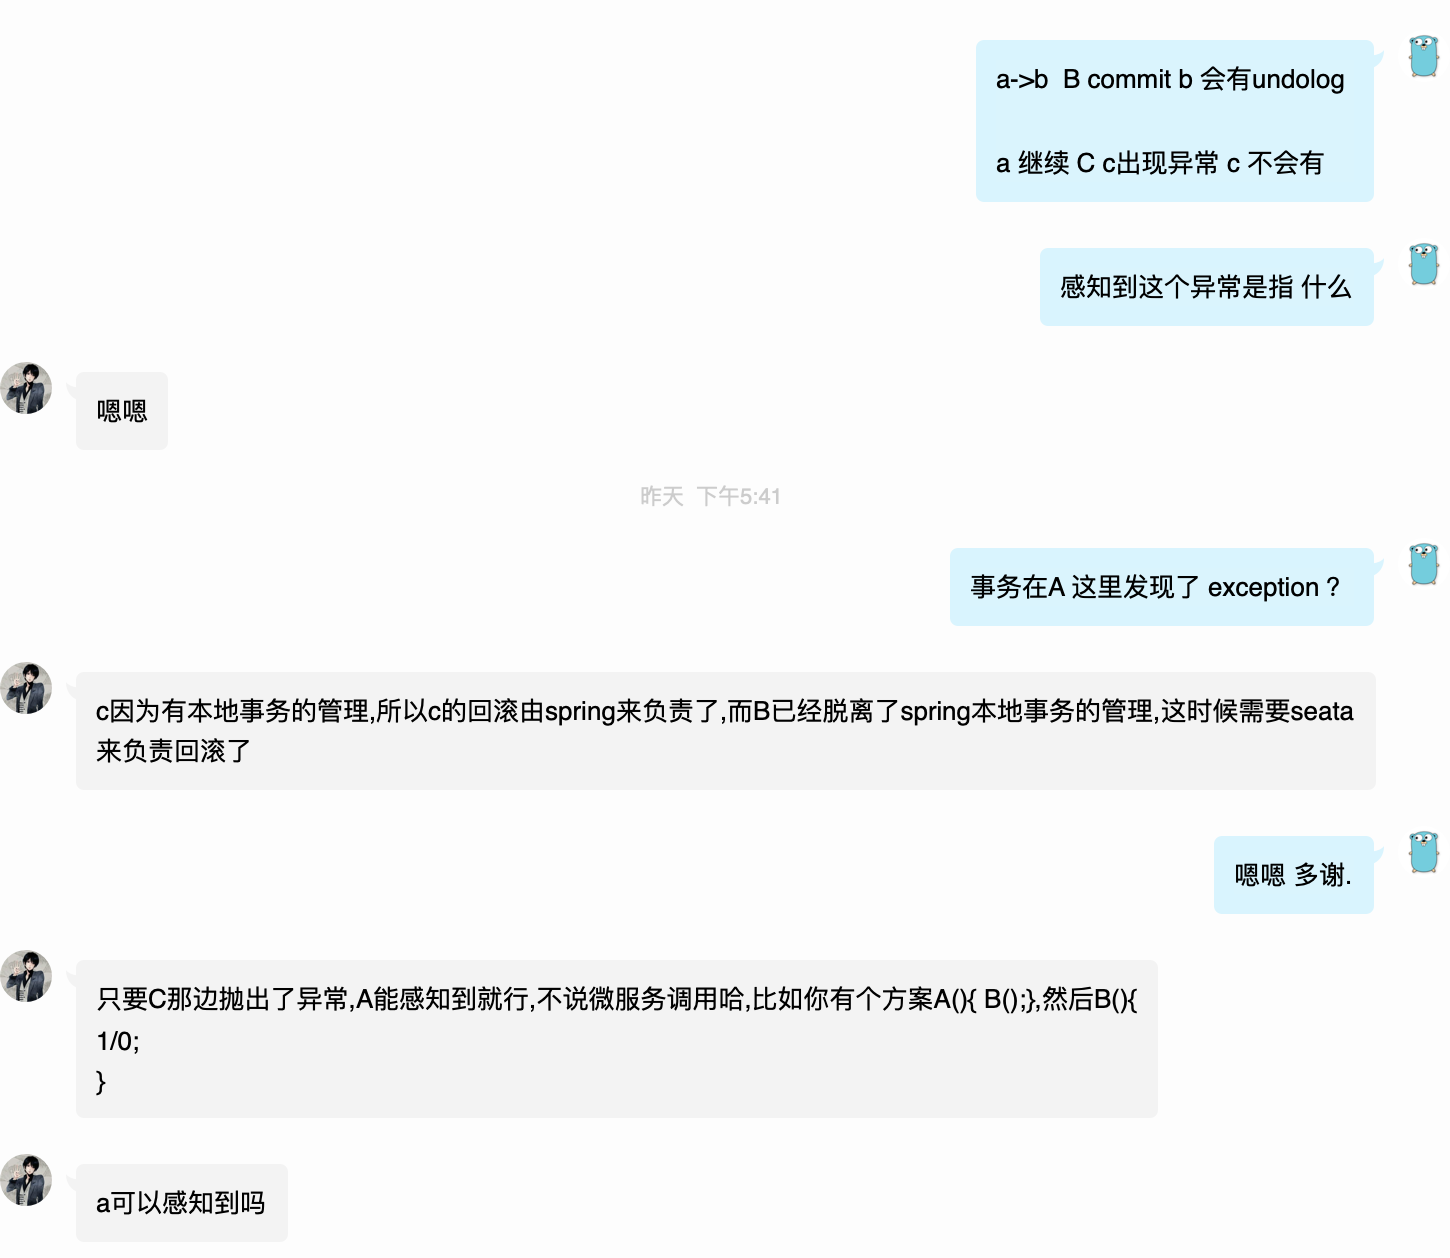 a->b  B commit b 会有undolog
a 继续 C c出现异常 c 不会有
感知到这个异常是指 什么
嗯嗯
昨天 下午5:41
事务在A 这里发现了 exception ?
c因为有本地事务的管理,所以c的回滚由spring来负责了,而B已经脱离了spring本地事务的管理,这时候需要seata
来负责回滚了
嗯嗯 多谢.
只要C那边抛出了异常,A能感知到就行,不说微服务调用哈,比如你有个方案A(){ B();},然后B(){
1/0;
}
a可以感知到吗